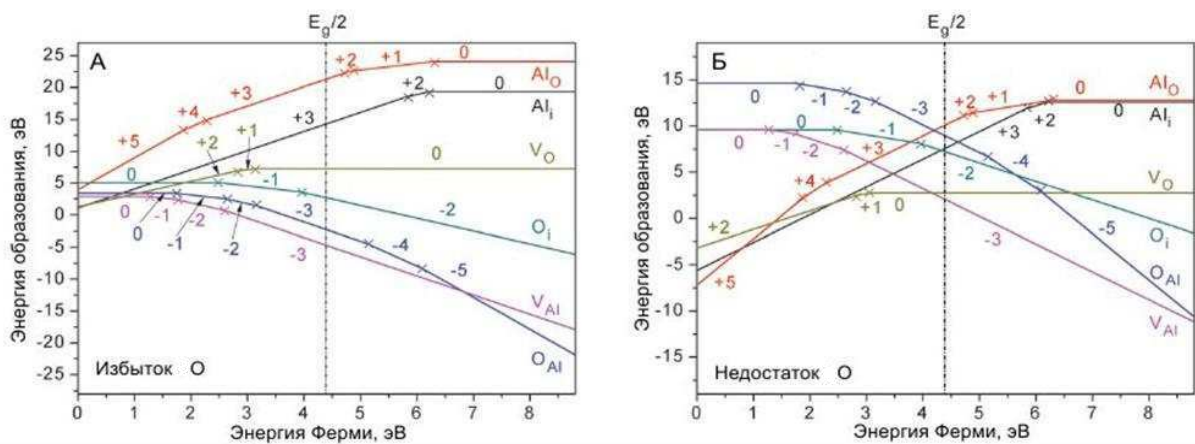 E_g/2
А
Энергия образования, эВ
25
20
15
10
5
0
-5
-10
-15
-20
-25
+5
+4
+3
+2
+1
0
Al_O
+3
+2
0
Al_i
+2
+1
0
V_O
0
-1
-2
O_i
0
-1
-2
-3
V_Al
0
-1
-2
-3
-4
-5
O_Al
Избыток O
0 1 2 3 4 5 6 7 8
Энергия Ферми, эВ
E_g/2
Б
Энергия образования, эВ
15
10
5
0
-5
-10
-15
+5
+4
+3
+2
+1
0
Al_O
+3
+2
0
Al_i
+2
+1
0
V_O
0
-1
-2
O_i
0
-1
-2
-3
-4
-5
O_Al
0
-1
-2
-3
V_Al
Недостаток O
0 1 2 3 4 5 6 7 8
Энергия Ферми, эВ